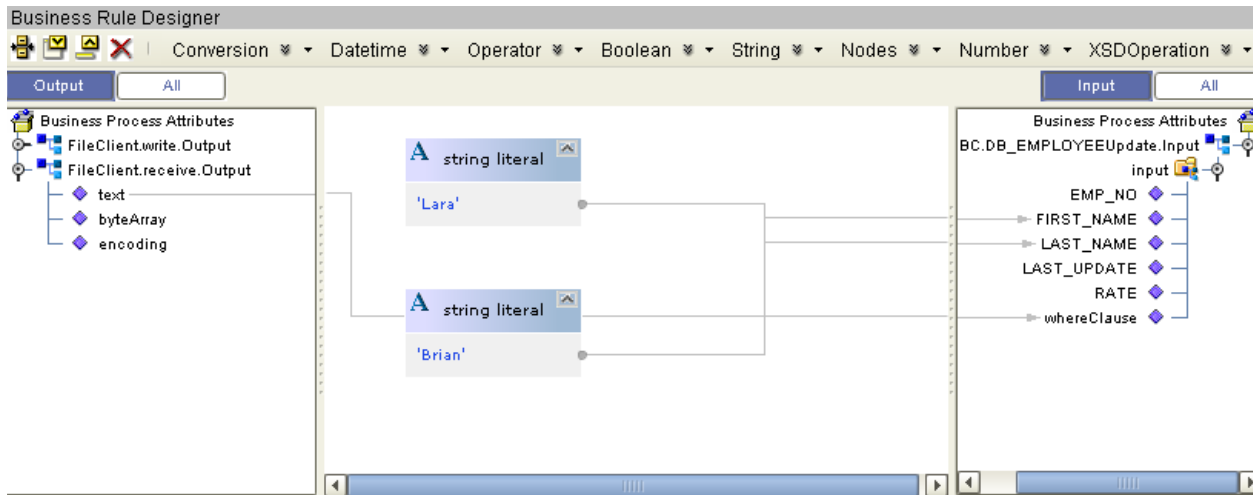 Business Rule Designer
Conversion Datetime Operator Boolean String Nodes Number XSDOperation
Output All Input All
Business Process Attributes
FileClient.write.Output
FileClient.receive.Output
text
byteArray
encoding
A string literal
'Lara'
A string literal
'Brian'
Business Process Attributes
BC.DB_EMPLOYEEUpdate.Input
input
EMP_NO
FIRST_NAME
LAST_NAME
LAST_UPDATE
RATE
whereClause